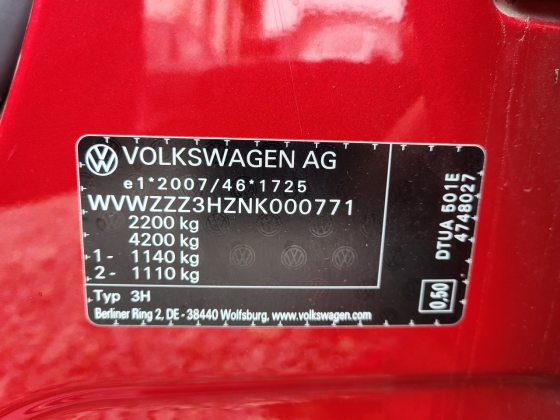 VOLKSWAGEN AG
e1*2007/46*1725
WVWZZZ3HZNK000771
2200 kg
4200 kg
1- 1140 kg
2- 1110 kg
Typ 3H
Berliner Ring 2, DE - 38440 Wolfsburg, www.volkswagen.com
DTUA 501E
4748027
0.50